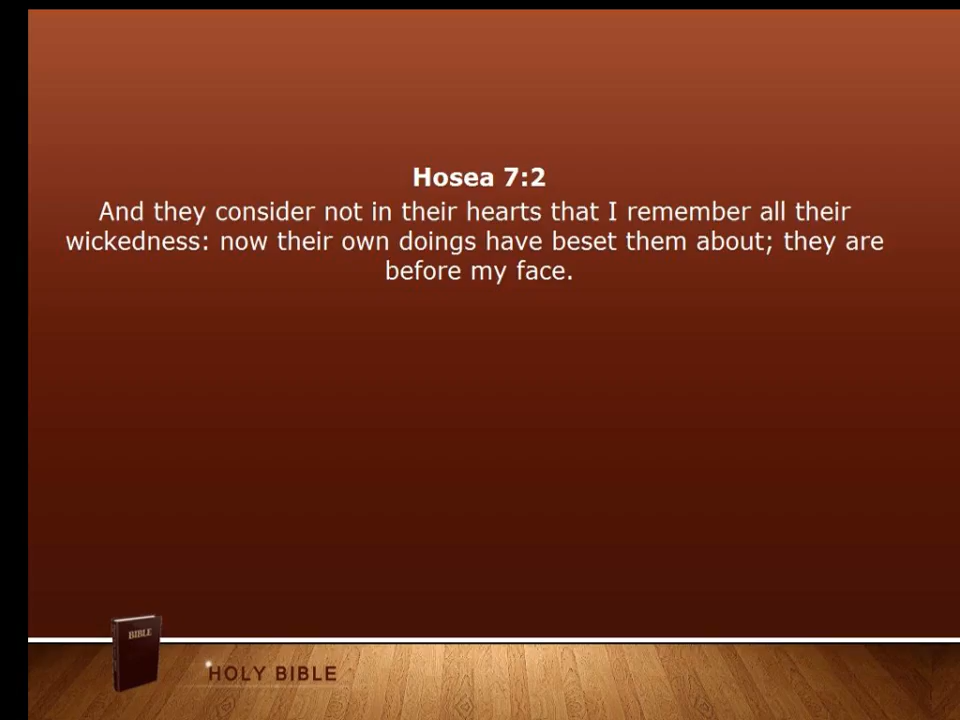 Hosea 7:2
And they consider not in their hearts that I remember all their
wickedness: now their own doings have beset them about; they are
before my face.
BIBLE
HOLY BIBLE